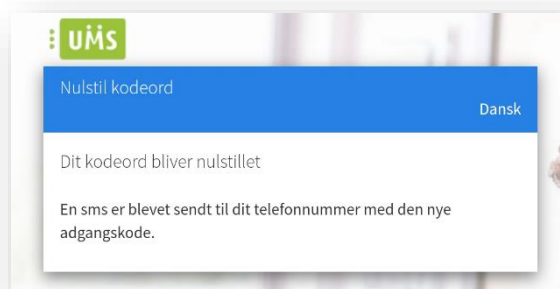 UMS
Nulstil kodeord
Dansk
Dit kodeord bliver nulstillet
En sms er blevet sendt til dit telefonnummer med den nye
adgangskode.